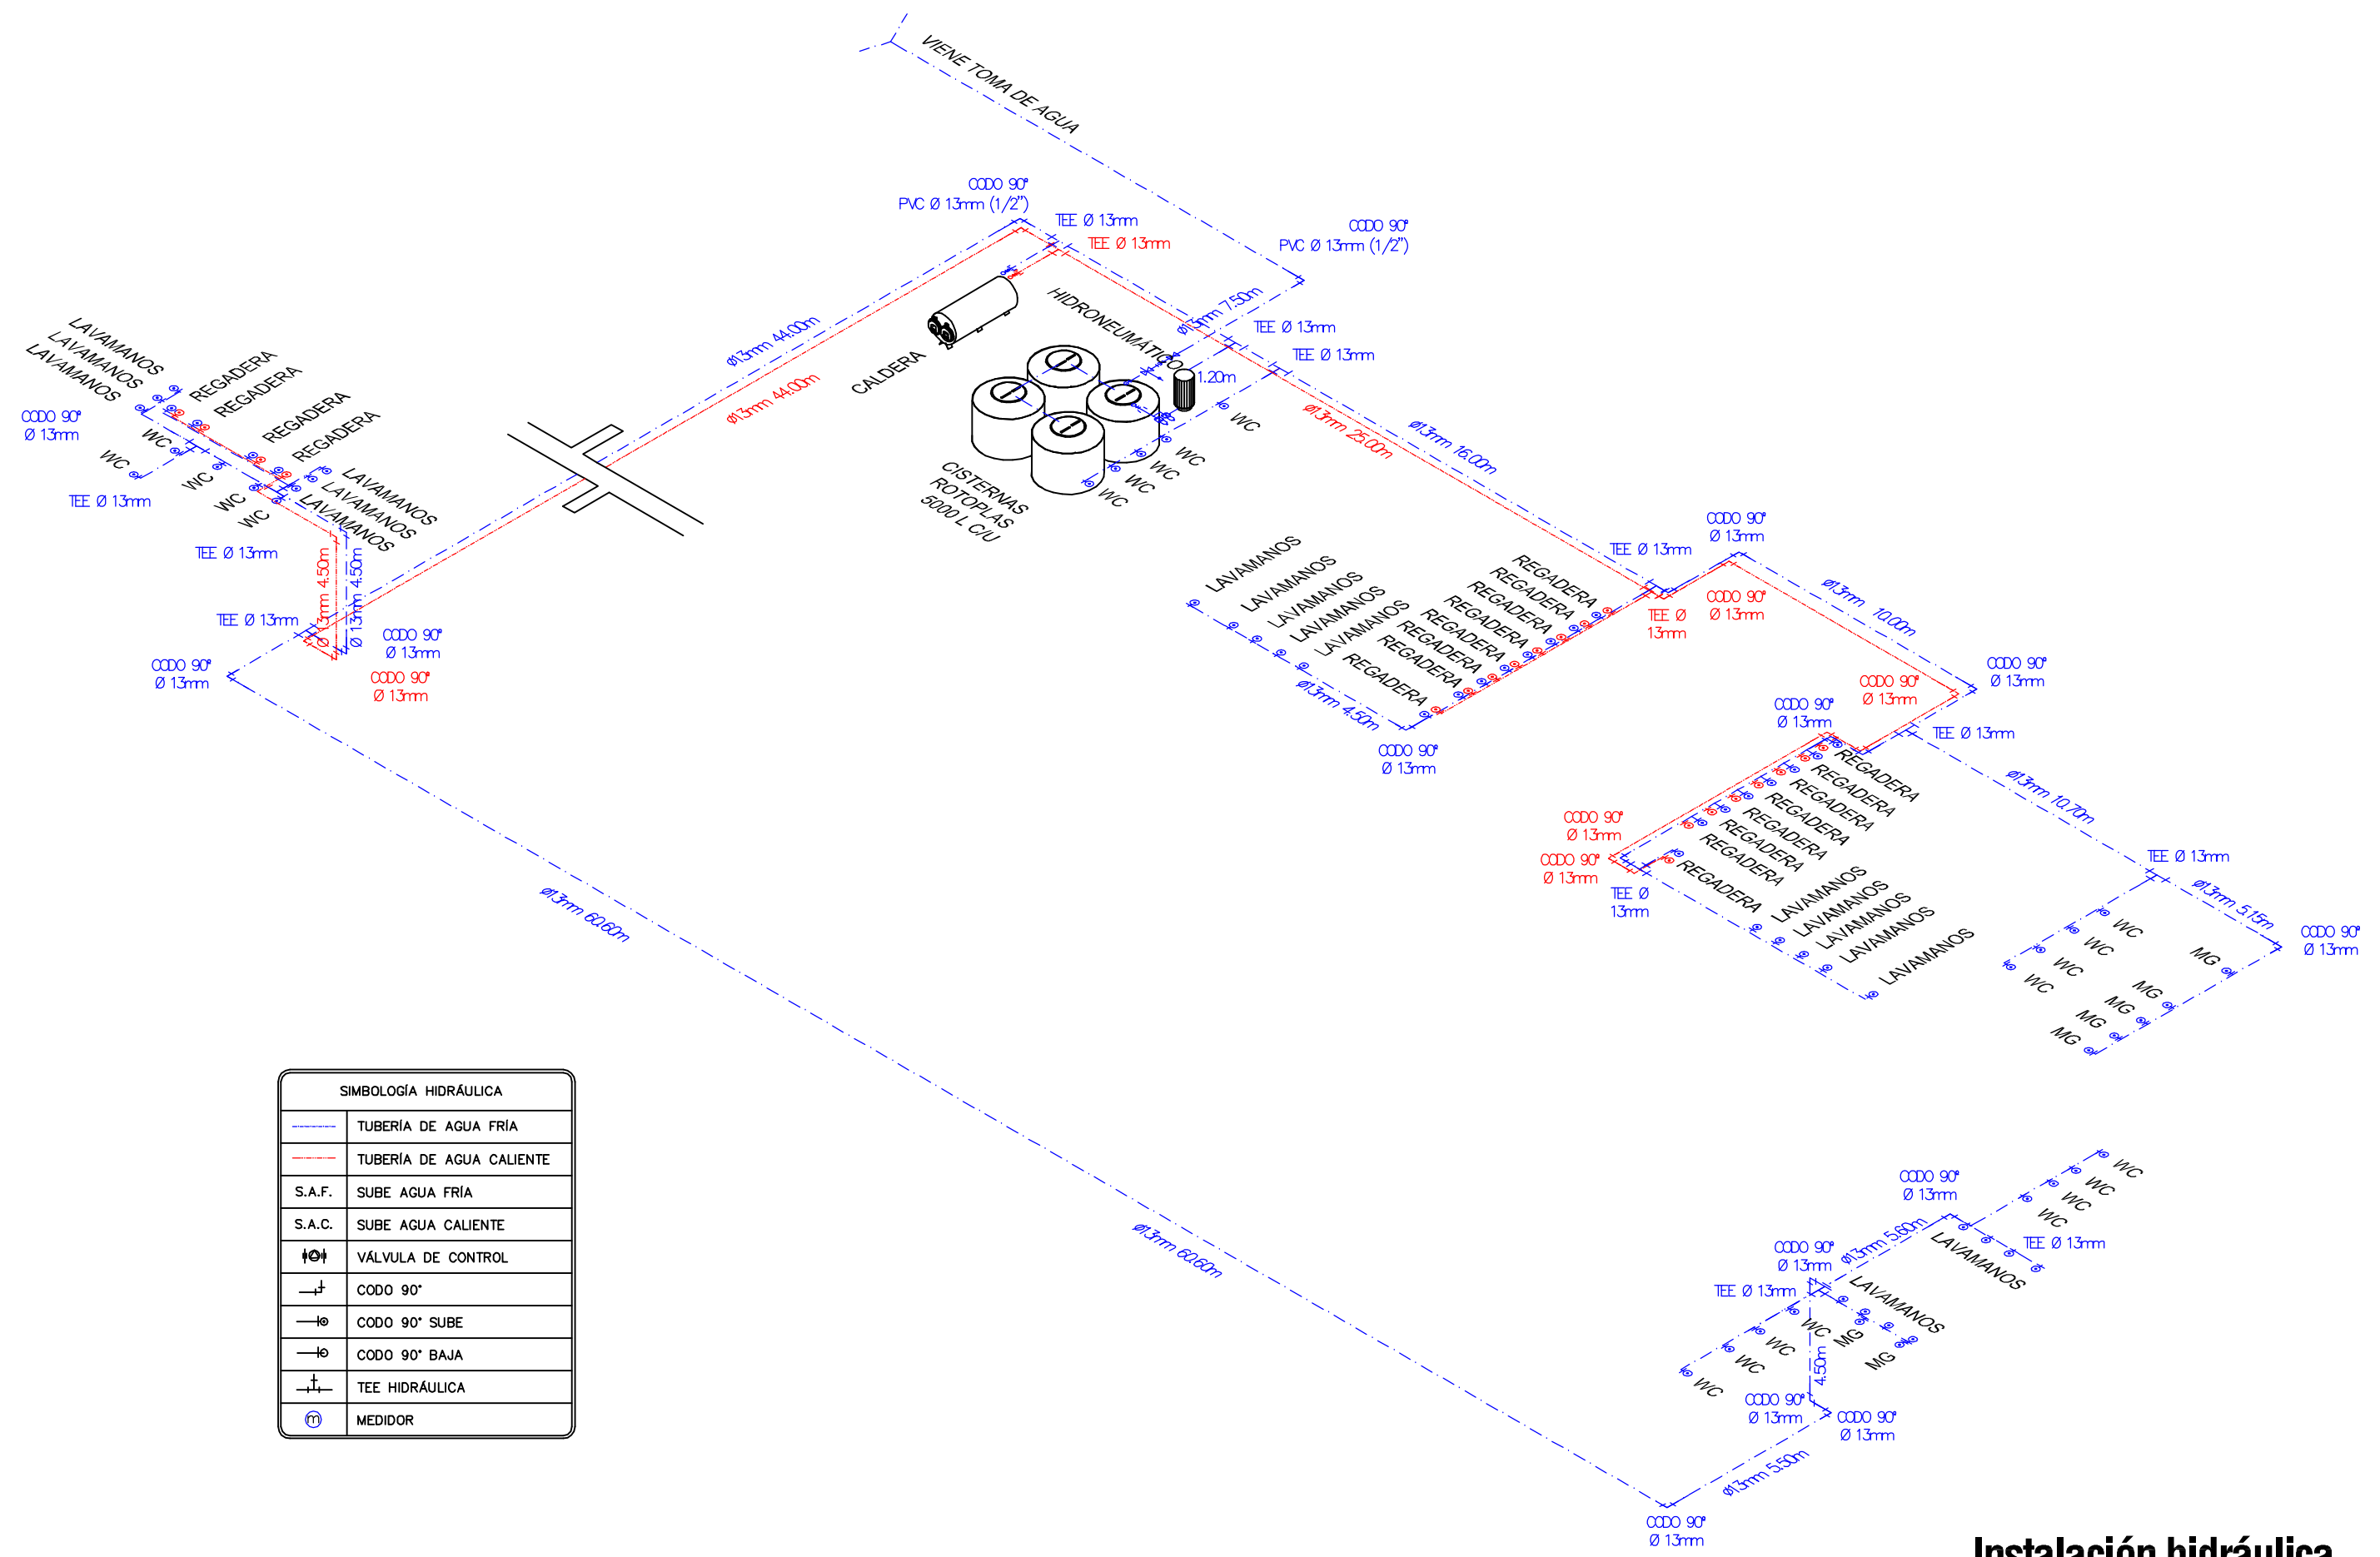 VIENE TOMA DE AGUA
CODO 90°
PVC Ø 13mm (1/2")
TEE Ø 13mm
TEE Ø 13mm
CODO 90°
PVC Ø 13mm (1/2")
Ø13mm 7.50m
TEE Ø 13mm
TEE Ø 13mm
HIDRONEUMÁTICO
1.20m
CALDERA
CISTERNAS
ROTOPLAS
5000 L C/U
WC
WC
WC
WC
WC
Ø13mm 44.00m
Ø13mm 44.00m
Ø13mm 25.00m
Ø13mm 16.00m
LAVAMANOS
LAVAMANOS
LAVAMANOS
REGADERA
REGADERA
REGADERA
REGADERA
CODO 90°
Ø 13mm
WC
WC
WC
WC
WC
TEE Ø 13mm
LAVAMANOS
LAVAMANOS
LAVAMANOS
TEE Ø 13mm
Ø 13mm 4.50m
Ø 13mm 4.50m
TEE Ø 13mm
CODO 90°
Ø 13mm
CODO 90°
Ø 13mm
CODO 90°
Ø 13mm
LAVAMANOS
LAVAMANOS
LAVAMANOS
LAVAMANOS
LAVAMANOS
REGADERA
REGADERA
REGADERA
REGADERA
REGADERA
REGADERA
REGADERA
REGADERA
Ø13mm 4.50m
CODO 90°
Ø 13mm
TEE Ø 13mm
CODO 90°
Ø 13mm
TEE Ø
13mm
CODO 90°
Ø 13mm
Ø13mm 10.00m
CODO 90°
Ø 13mm
CODO 90°
Ø 13mm
CODO 90°
Ø 13mm
TEE Ø 13mm
REGADERA
REGADERA
REGADERA
REGADERA
REGADERA
REGADERA
REGADERA
REGADERA
CODO 90°
Ø 13mm
CODO 90°
Ø 13mm
TEE Ø
13mm
LAVAMANOS
LAVAMANOS
LAVAMANOS
LAVAMANOS
LAVAMANOS
Ø13mm 10.70m
TEE Ø 13mm
Ø13mm 5.15m
CODO 90°
Ø 13mm
WC
WC
WC
WC
MG
MG
MG
MG
MG
Ø13mm 60.60m
Ø13mm 60.60m
SIMBOLOGÍA HIDRÁULICA
TUBERÍA DE AGUA FRÍA
TUBERÍA DE AGUA CALIENTE
S.A.F. SUBE AGUA FRÍA
S.A.C. SUBE AGUA CALIENTE
VÁLVULA DE CONTROL
CODO 90°
CODO 90° SUBE
CODO 90° BAJA
TEE HIDRÁULICA
m MEDIDOR
WC
WC
WC
WC
CODO 90°
Ø 13mm
TEE Ø 13mm
LAVAMANOS
Ø13mm 5.60m
CODO 90°
Ø 13mm
TEE Ø 13mm
LAVAMANOS
WC
WC
WC
WC
MG
MG
4.50m
CODO 90°
Ø 13mm
CODO 90°
Ø 13mm
Ø13mm 5.50m
CODO 90°
Ø 13mm
Instalación hidráulica